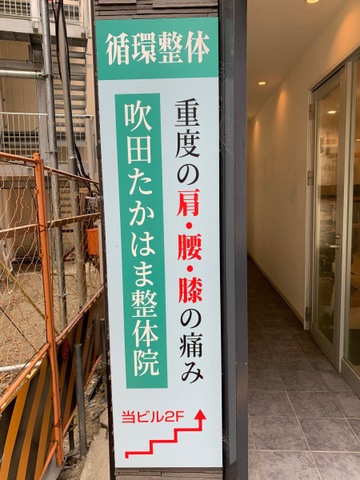 循環整体
重度の肩・腰・膝の痛み
吹田たかはま整体院
当ビル2F